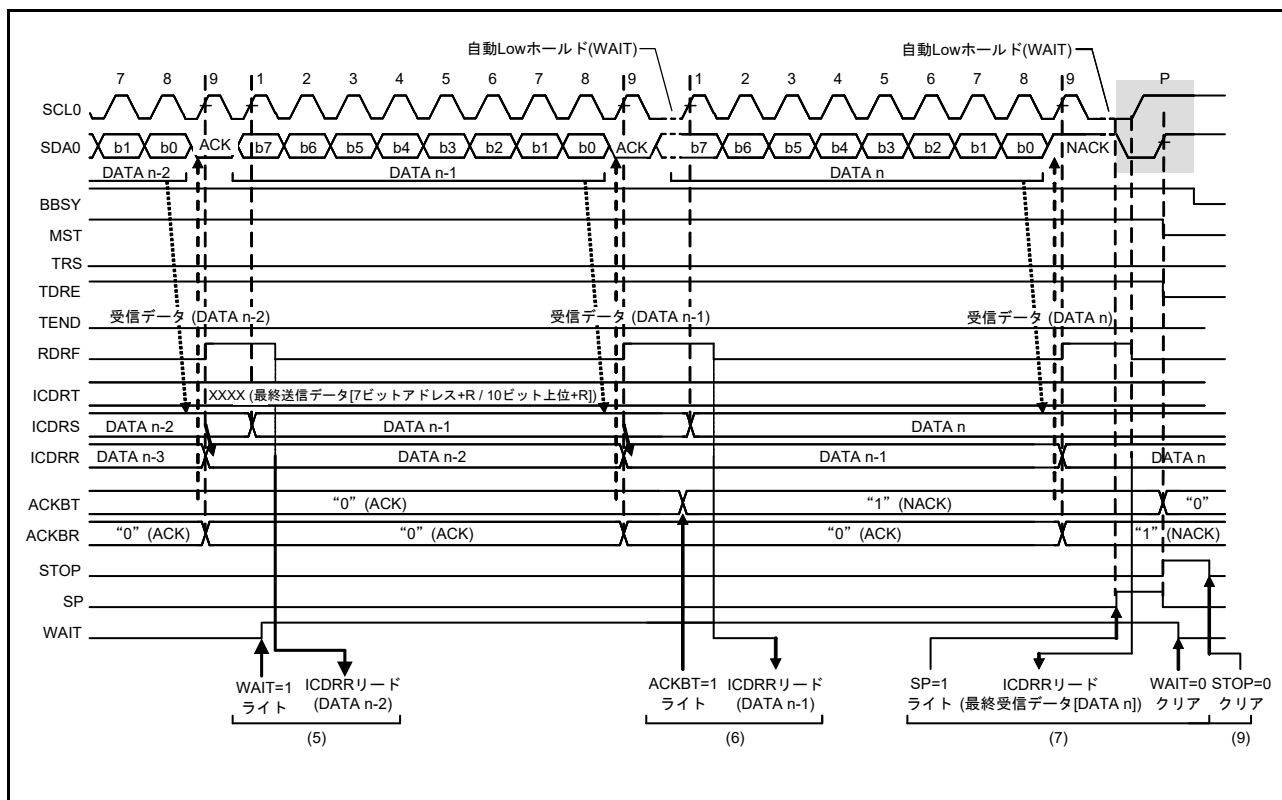 自動Lowホールド(WAIT)
自動Lowホールド(WAIT)
7 8 9 1 2 3 4 5 6 7 8 9 1 2 3 4 5 6 7 8 9 P
SCL0
SDA0 b1 b0 ACK b7 b6 b5 b4 b3 b2 b1 b0 ACK b7 b6 b5 b4 b3 b2 b1 b0 NACK
DATA n-2 DATA n-1 DATA n
BBSY
MST
TRS
TDRE
受信データ (DATA n-2) 受信データ (DATA n-1) 受信データ (DATA n)
TEND
RDRF
ICDRT XXXX (最終送信データ[7ビットアドレス+R / 10ビット上位+R])
ICDRS DATA n-2 DATA n-1 DATA n
ICDRR DATA n-3 DATA n-2 DATA n-1 DATA n
ACKBT “0” (ACK) “1” (NACK) “0”
ACKBR “0” (ACK) “0” (ACK) “0” (ACK) “1” (NACK)
STOP
SP
WAIT
WAIT=1 ICDRRリード ACKBT=1 ICDRRリード SP=1 ICDRRリード WAIT=0 STOP=0
ライト (DATA n-2) ライト (DATA n-1) ライト (最終受信データ[DATA n]) クリア クリア
(5) (6) (7) (9)